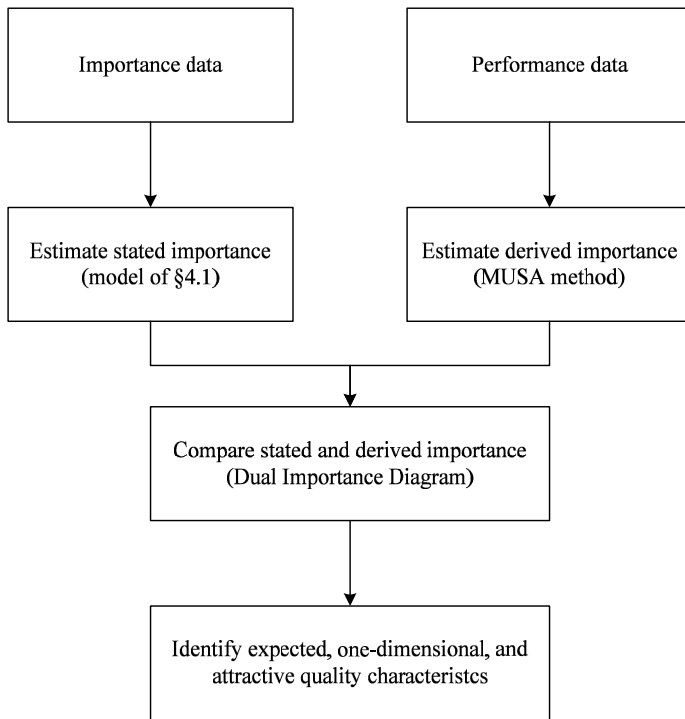 Importance data
Performance data
Estimate stated importance
(model of §4.1)
Estimate derived importance
(MUSA method)
Compare stated and derived importance
(Dual Importance Diagram)
Identify expected, one-dimensional, and
attractive quality characteristcs